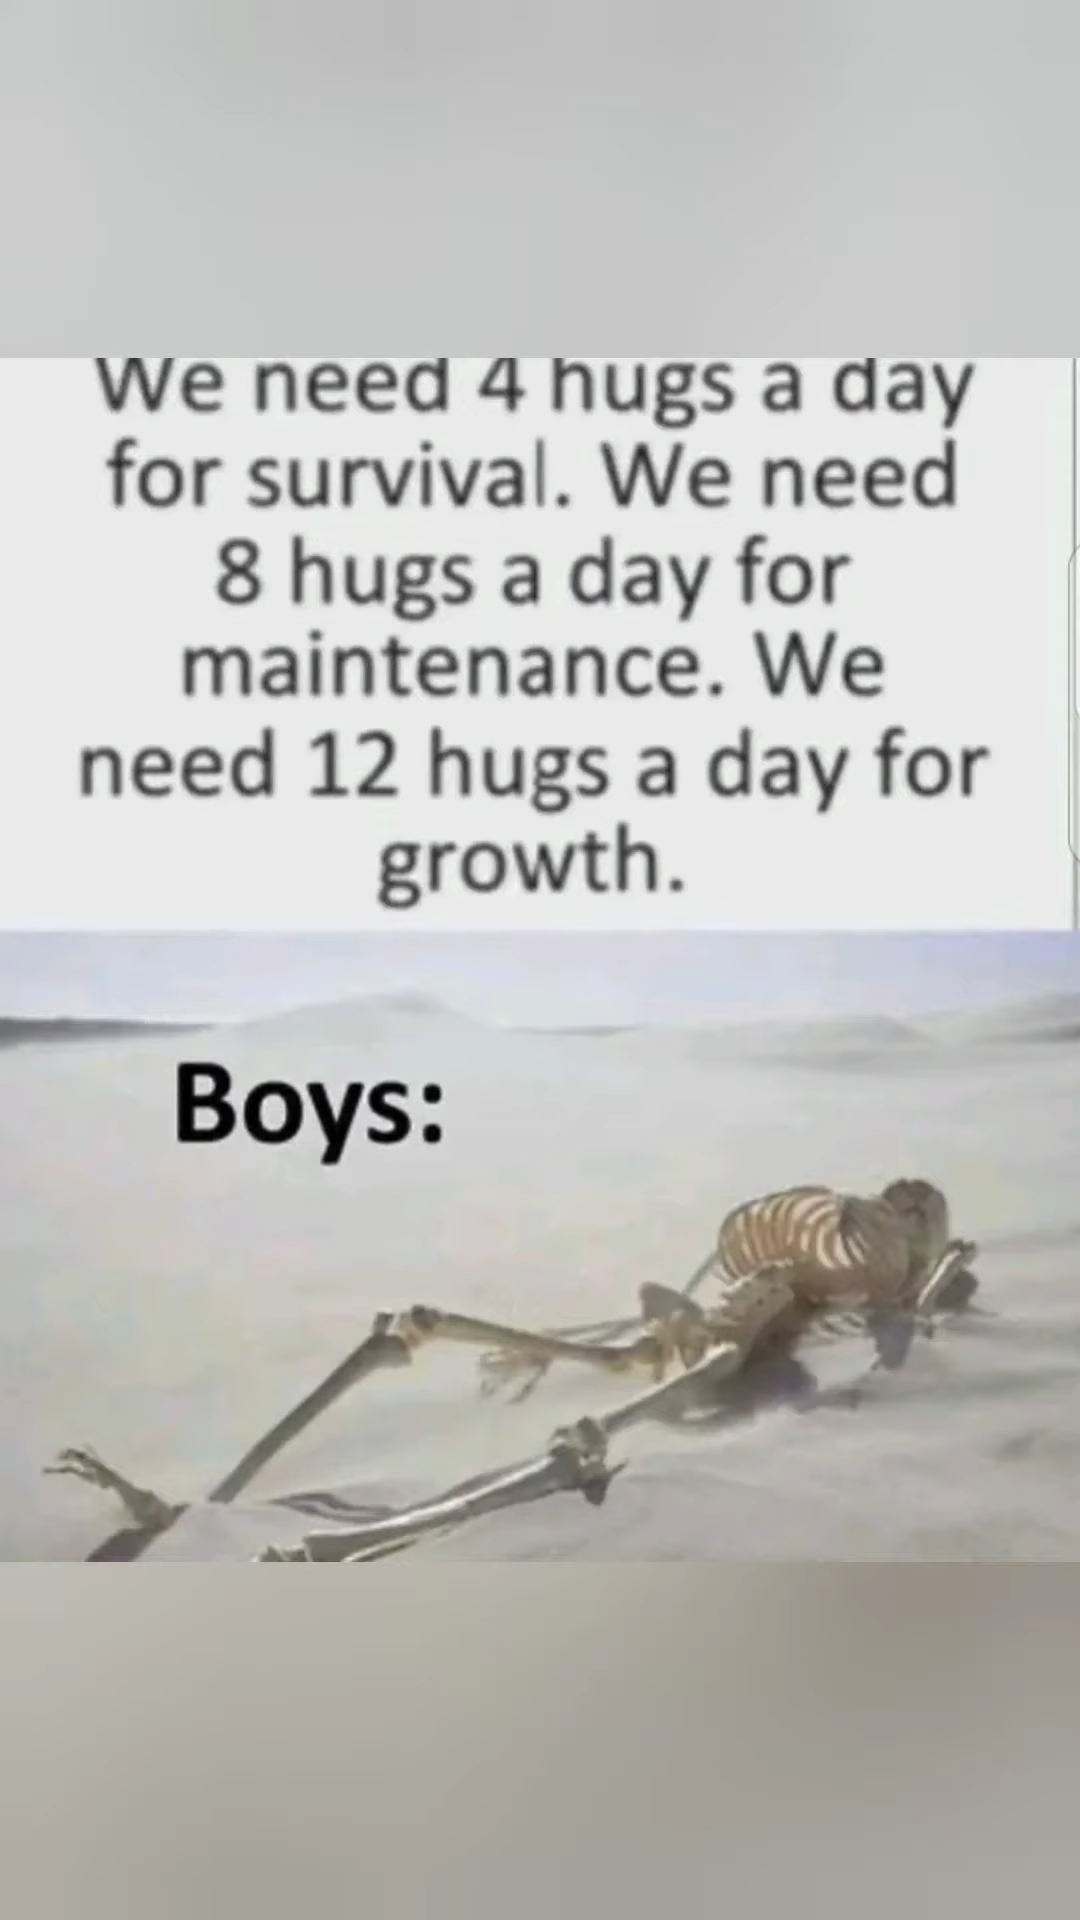 We need 4 hugs a day
for survival. We need
8 hugs a day for
maintenance. We
need 12 hugs a day for
growth.
Boys: